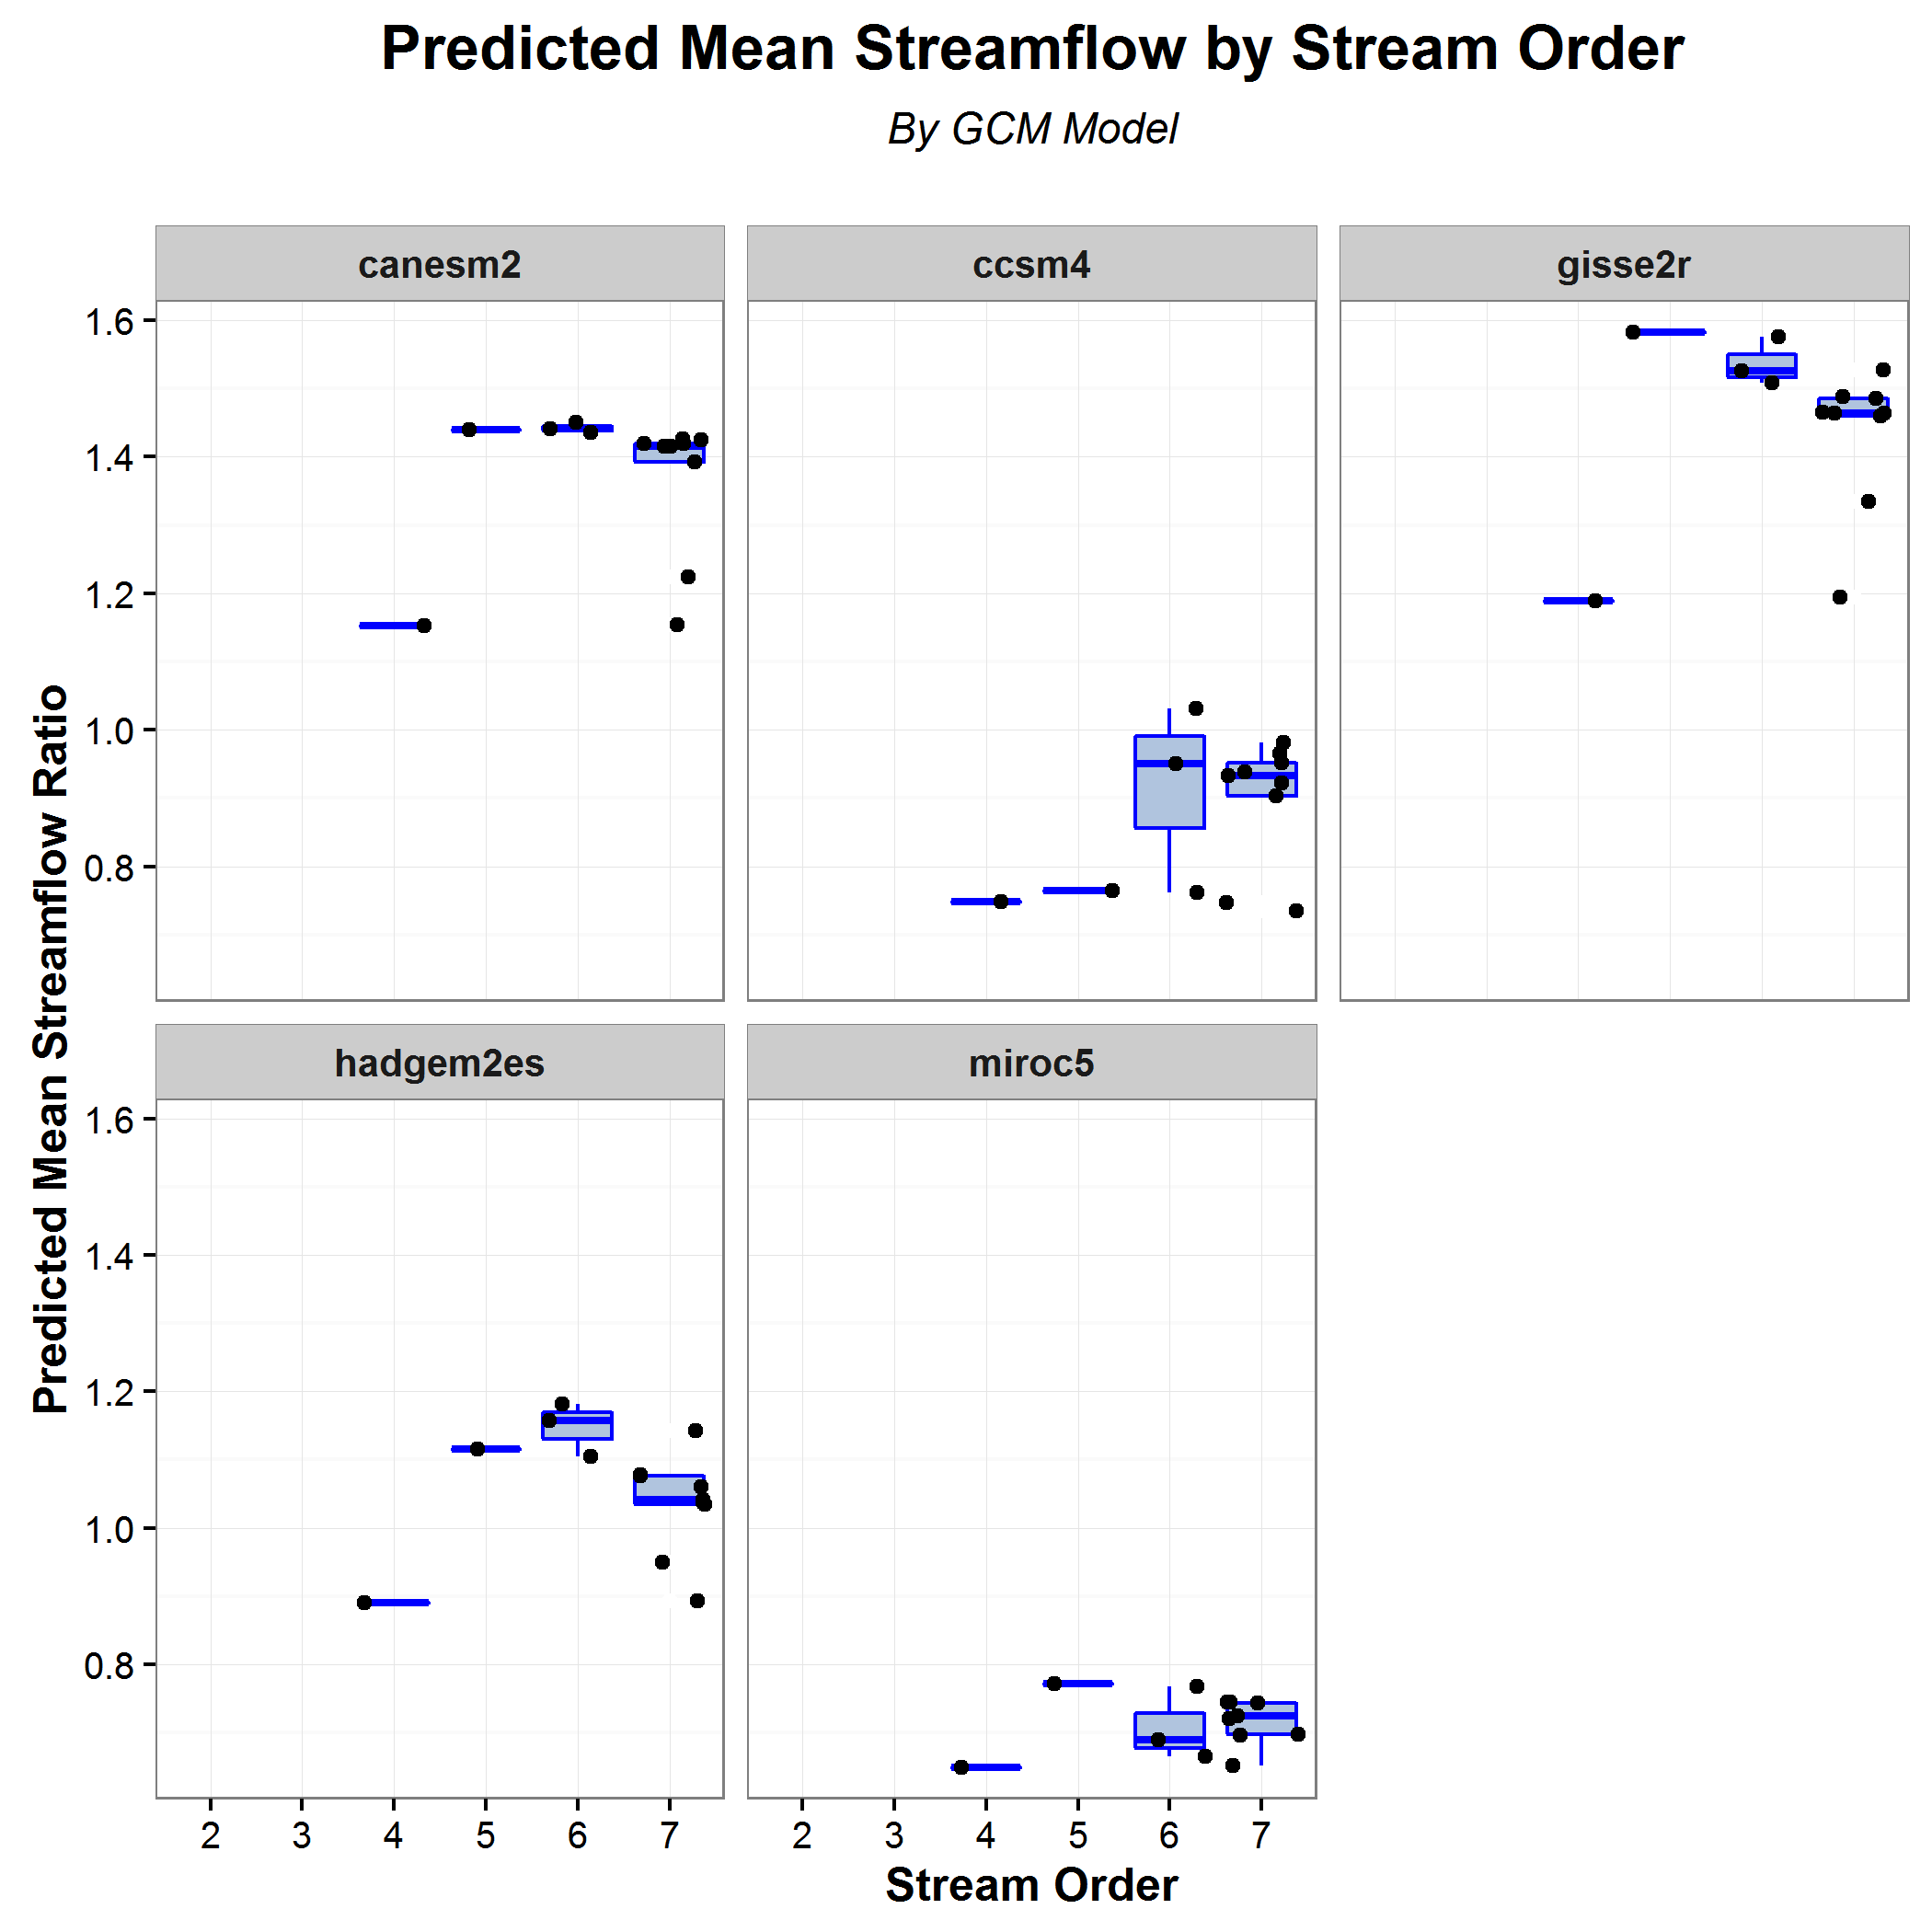 Predicted Mean Streamflow by Stream Order
By GCM Model
canesm2
ccsm4
gisse2r
1.6
1.4
1.2
1.0
0.8
Predicted Mean Streamflow Ratio
hadgem2es
miroc5
1.6
1.4
1.2
1.0
0.8
2 3 4 5 6 7
2 3 4 5 6 7
Stream Order